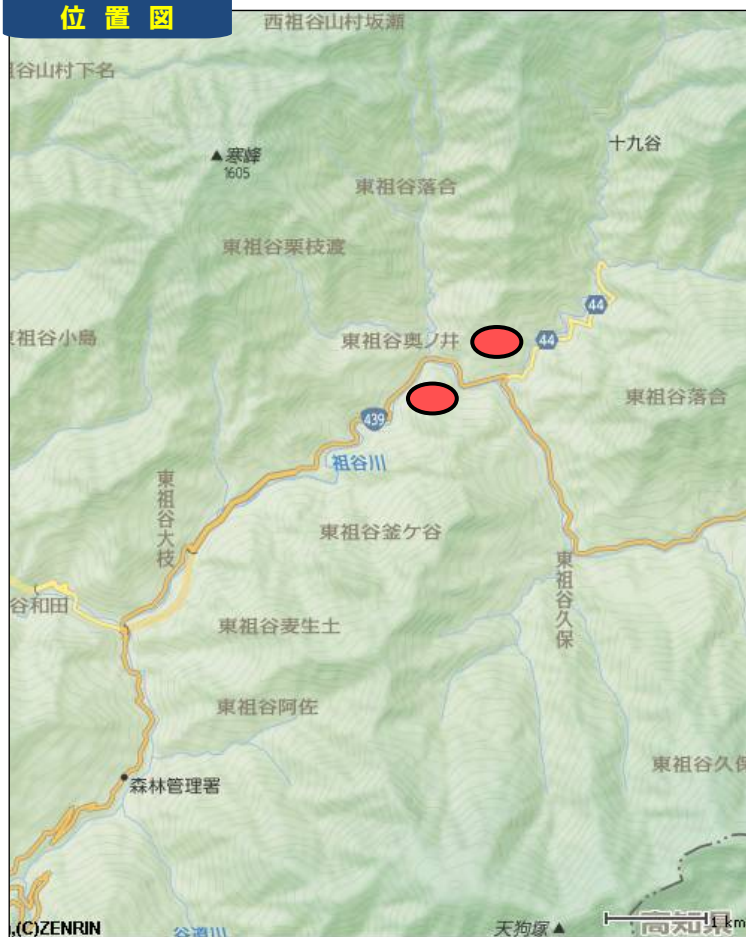 位置図
西祖谷山村坂瀬
祖谷山村下名
十九谷
▲寒峰
1605
東祖谷落合
東祖谷栗枝渡
44
東祖谷小島
東祖谷奥ノ井
44
東祖谷落合
439
祖谷川
東祖谷大枝
東祖谷釜ケ谷
東祖谷久保
谷和田
東祖谷麦生土
東祖谷阿佐
東祖谷久保
森林管理署
,(C)ZENRIN
谷道川
天狗塚▲
高知県
1 km